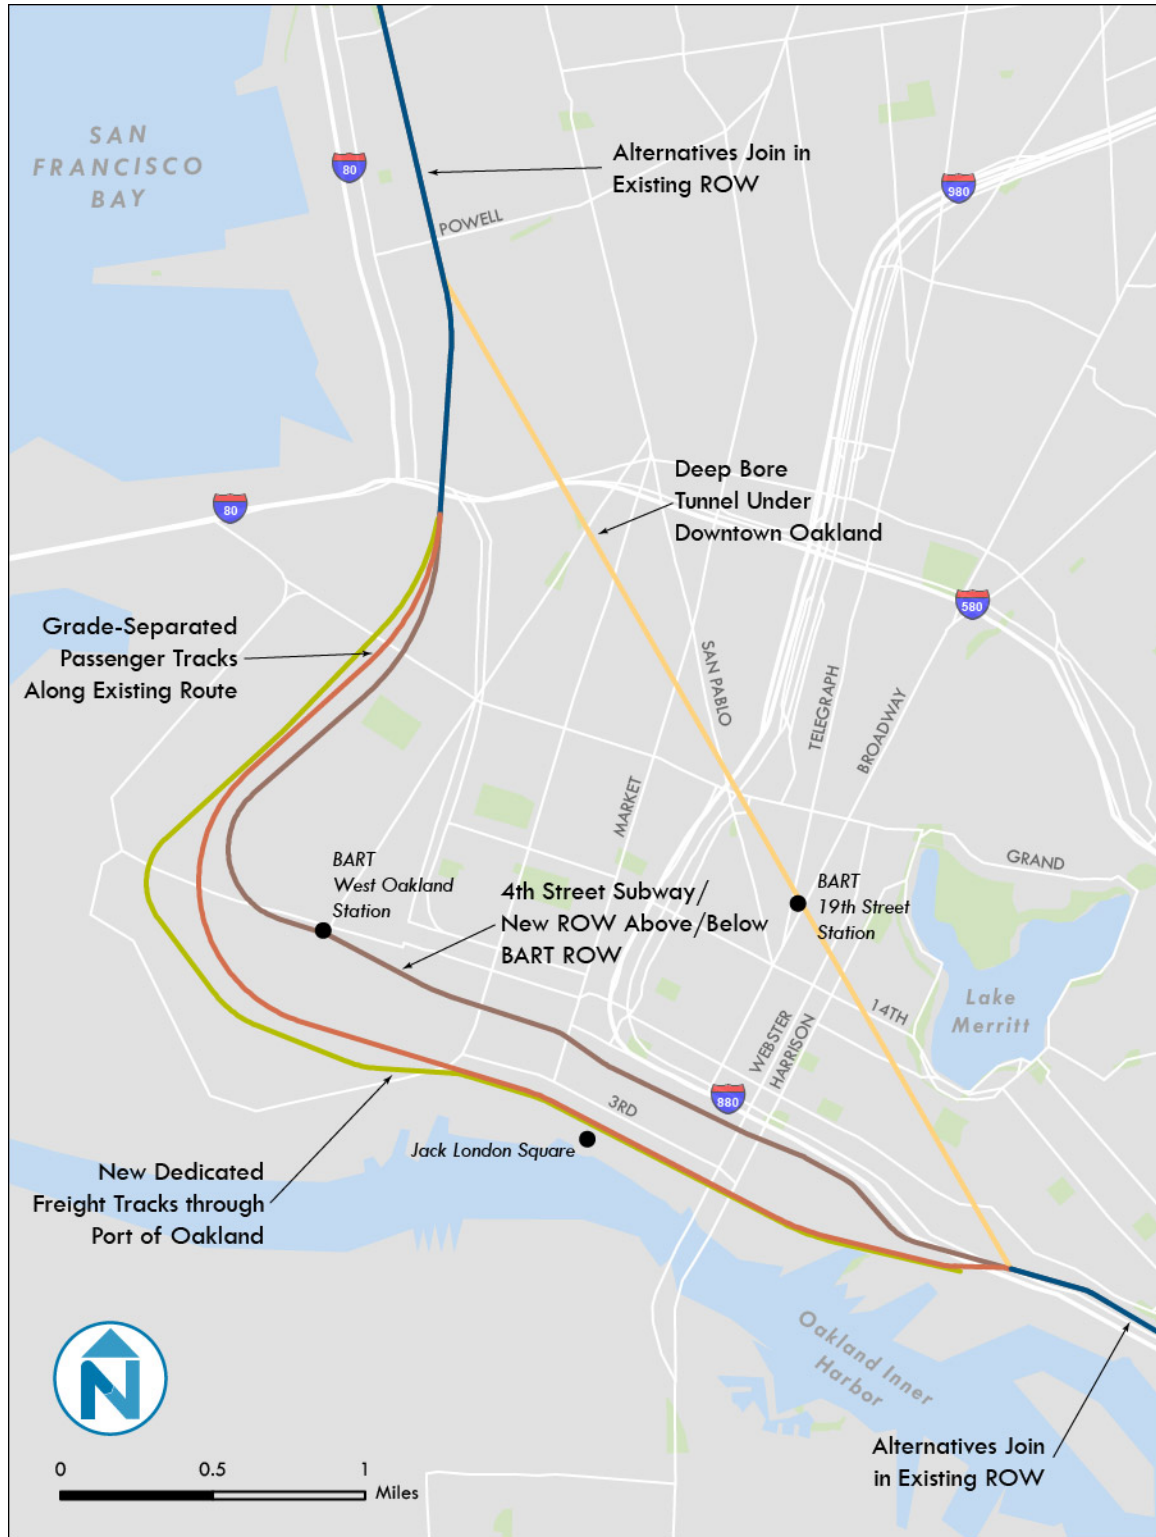 SAN
FRANCISCO
BAY
80
Alternatives Join in
Existing ROW
980
POWELL
Deep Bore
Tunnel Under
Downtown Oakland
80
580
Grade-Separated
Passenger Tracks
Along Existing Route
SAN PABLO
TELEGRAPH
BROADWAY
MARKET
BART
West Oakland
Station
4th Street Subway/
New ROW Above/Below
BART ROW
BART
19th Street
Station
GRAND
Lake
Merritt
14TH
WEBSTER
HARRISON
880
3RD
Jack London Square
New Dedicated
Freight Tracks through
Port of Oakland
Oakland Inner
Harbor
N
Alternatives Join
in Existing ROW
0 0.5 1
Miles